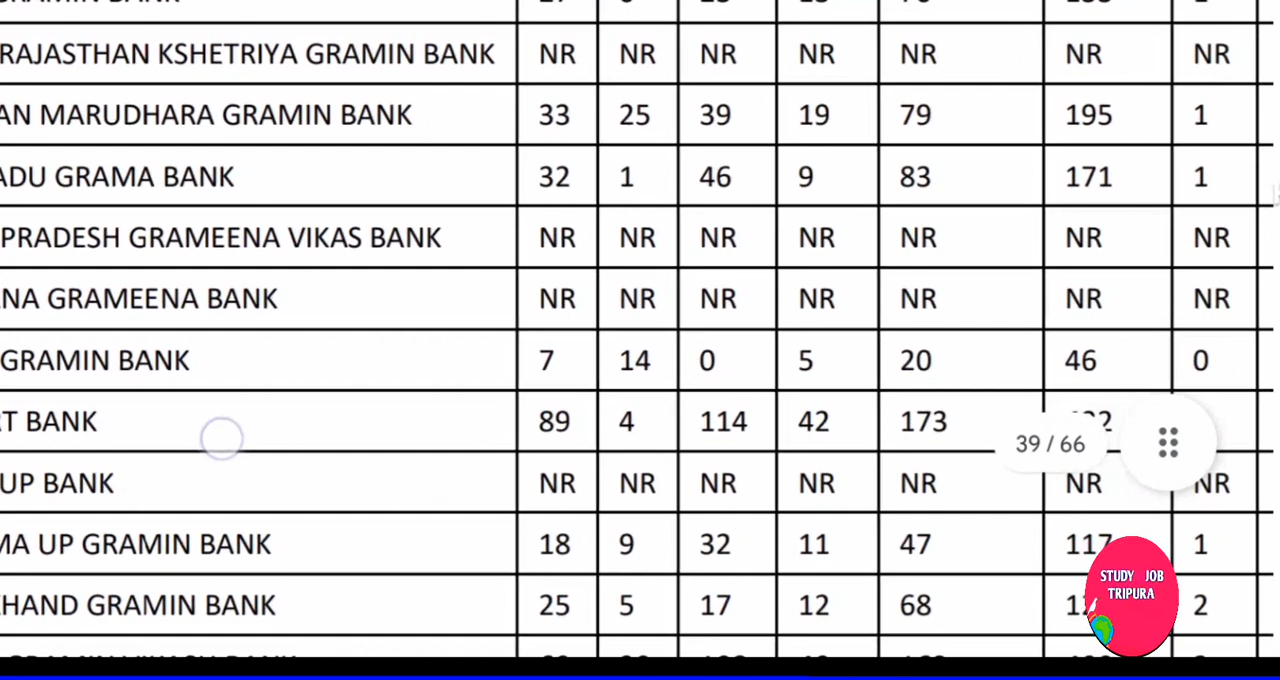 RAJASTHAN KSHETRIYA GRAMIN BANK NR NR NR NR NR NR NR
AN MARUDHARA GRAMIN BANK 33 25 39 19 79 195 1
ADU GRAMA BANK 32 1 46 9 83 171 1
PRADESH GRAMEENA VIKAS BANK NR NR NR NR NR NR NR
NA GRAMEENA BANK NR NR NR NR NR NR NR
GRAMIN BANK 7 14 0 5 20 46 0
T BANK 89 4 114 42 173
39 / 66
UP BANK NR NR NR NR NR NR NR
MA UP GRAMIN BANK 18 9 32 11 47 117 1
HAND GRAMIN BANK 25 5 17 12 68 2
STUDY JOB
TRIPURA